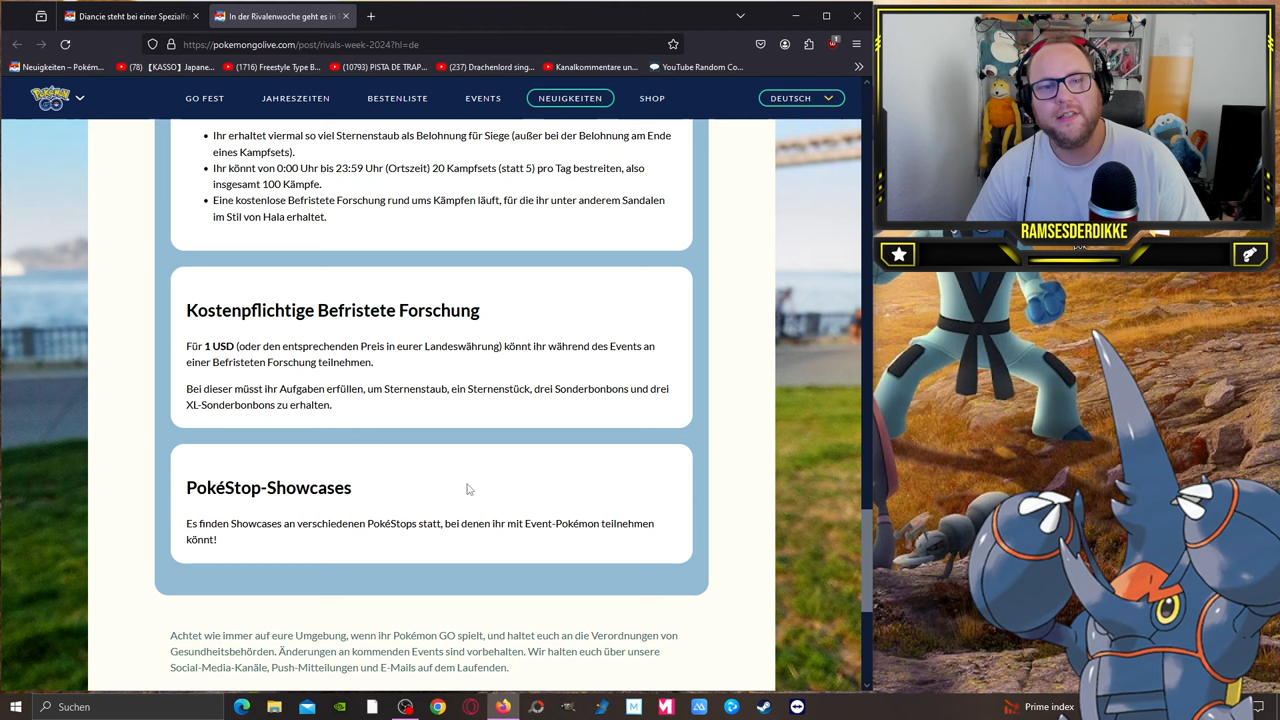 Diancie steht bei einer Spezialfo
In der Rivalenwoche geht es in
https://pokemongolive.com/post/rivals-week-2024?hl=de
1
Neuigkeiten – Pokém...
(78) 【KASSO】Japane...
(1716) Freestyle Type B...
(10793) PISTA DE TRAP...
(237) Drachenlord sing...
Kanalkommentare un...
YouTube Random Co...
Pokémon GO
GO FEST
JAHRESZEITEN
BESTENLISTE
EVENTS
NEUIGKEITEN
SHOP
DEUTSCH
Ihr erhaltet viermal so viel Sternenstaub als Belohnung für Siege (außer bei der Belohnung am Ende
eines Kampfsets).
Ihr könnt von 0:00 Uhr bis 23:59 Uhr (Ortszeit) 20 Kampfsets (statt 5) pro Tag bestreiten, also
insgesamt 100 Kämpfe.
Eine kostenlose Befristete Forschung rund ums Kämpfen läuft, für die ihr unter anderem Sandalen
im Stil von Hala erhaltet.
Kostenpflichtige Befristete Forschung
Für 1 USD (oder den entsprechenden Preis in eurer Landeswährung) könnt ihr während des Events an
einer Befristeten Forschung teilnehmen.
Bei dieser müsst ihr Aufgaben erfüllen, um Sternenstaub, ein Sternenstück, drei Sonderbonbons und drei
XL-Sonderbonbons zu erhalten.
PokéStop-Showcases
Es finden Showcases an verschiedenen PokéStops statt, bei denen ihr mit Event-Pokémon teilnehmen
könnt!
Achtet wie immer auf eure Umgebung, wenn ihr Pokémon GO spielt, und haltet euch an die Verordnungen von
Gesundheitsbehörden. Änderungen an kommenden Events sind vorbehalten. Wir halten euch über unsere
Social-Media-Kanäle, Push-Mitteilungen und E-Mails auf dem Laufenden.
RAMSESDERDIKKE
Suchen
Prime index